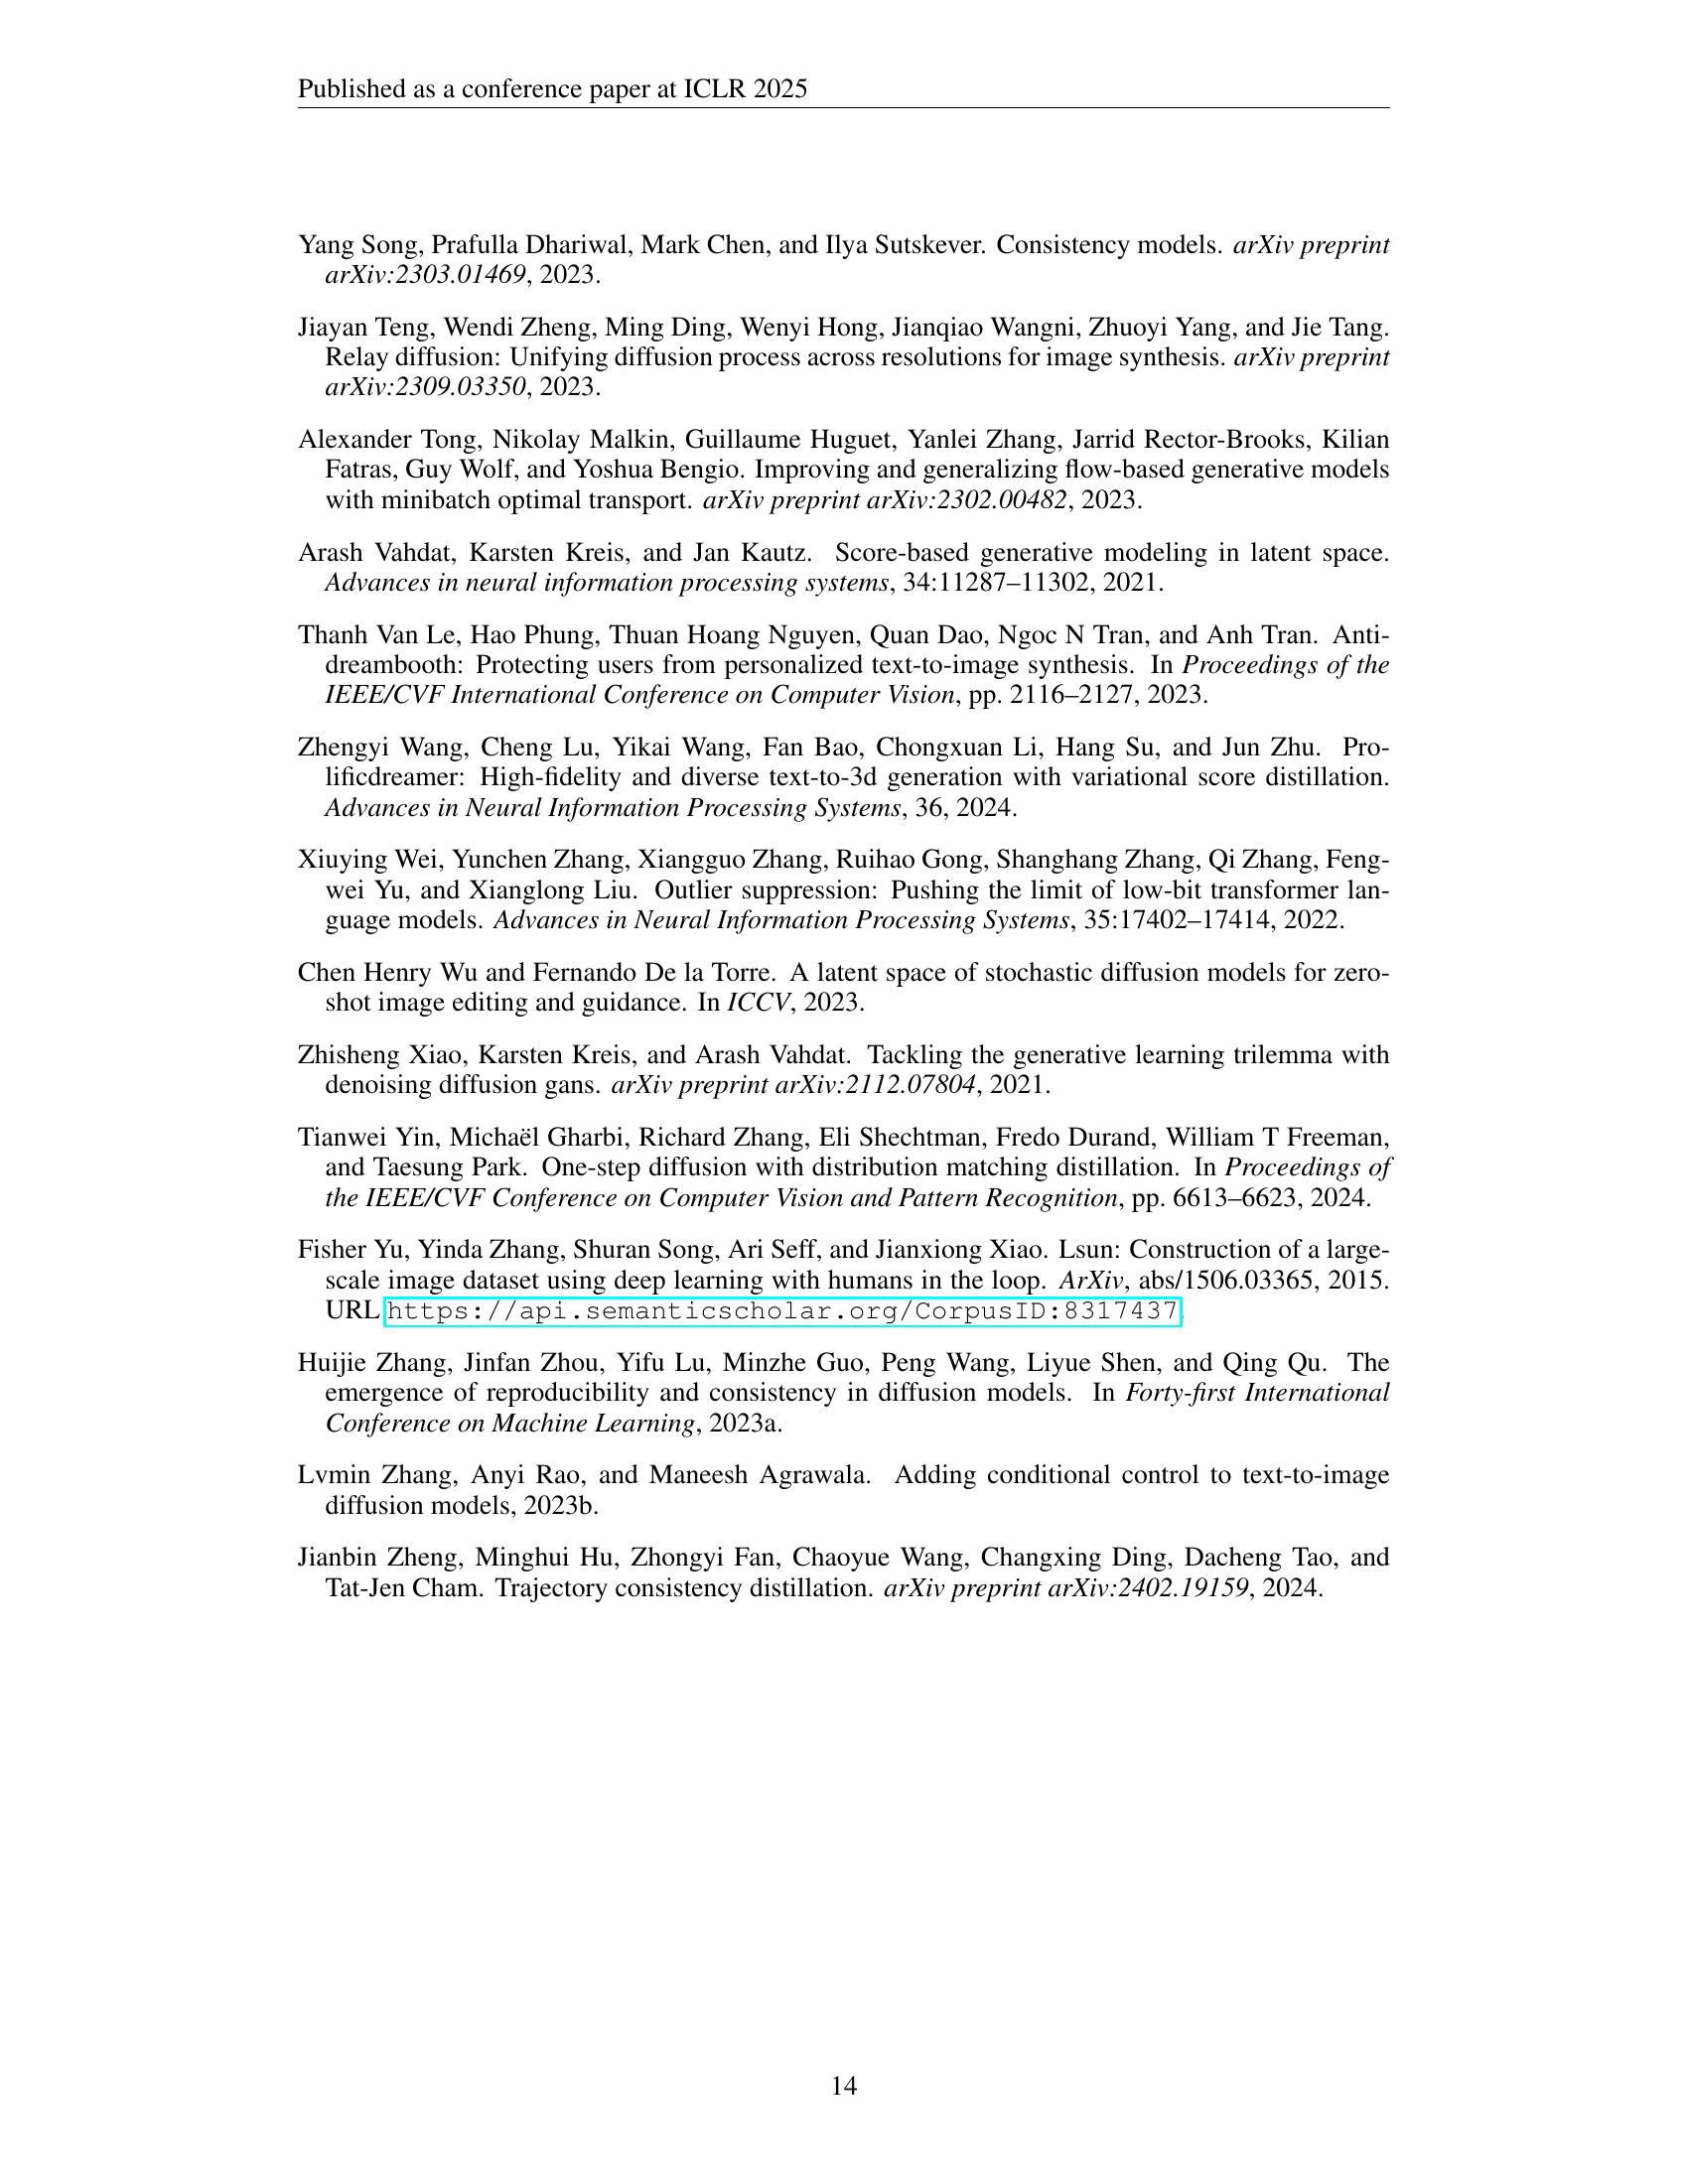 Published as a conference paper at ICLR 2025
Yang Song, Prafulla Dhariwal, Mark Chen, and Ilya Sutskever. Consistency models. arXiv preprint
arXiv:2303.01469, 2023.
Jiayan Teng, Wendi Zheng, Ming Ding, Wenyi Hong, Jianqiao Wangni, Zhuoyi Yang, and Jie Tang.
Relay diffusion: Unifying diffusion process across resolutions for image synthesis. arXiv preprint
arXiv:2309.03350, 2023.
Alexander Tong, Nikolay Malkin, Guillaume Huguet, Yanlei Zhang, Jarrid Rector-Brooks, Kilian
Fatras, Guy Wolf, and Yoshua Bengio. Improving and generalizing flow-based generative models
with minibatch optimal transport. arXiv preprint arXiv:2302.00482, 2023.
Arash Vahdat, Karsten Kreis, and Jan Kautz. Score-based generative modeling in latent space.
Advances in neural information processing systems, 34:11287–11302, 2021.
Thanh Van Le, Hao Phung, Thuan Hoang Nguyen, Quan Dao, Ngoc N Tran, and Anh Tran. Anti-
dreambooth: Protecting users from personalized text-to-image synthesis. In Proceedings of the
IEEE/CVF International Conference on Computer Vision, pp. 2116–2127, 2023.
Zhengyi Wang, Cheng Lu, Yikai Wang, Fan Bao, Chongxuan Li, Hang Su, and Jun Zhu. Pro-
lificdreamer: High-fidelity and diverse text-to-3d generation with variational score distillation.
Advances in Neural Information Processing Systems, 36, 2024.
Xiuying Wei, Yunchen Zhang, Xiangguo Zhang, Ruihao Gong, Shanghang Zhang, Qi Zhang, Feng-
wei Yu, and Xianglong Liu. Outlier suppression: Pushing the limit of low-bit transformer lan-
guage models. Advances in Neural Information Processing Systems, 35:17402–17414, 2022.
Chen Henry Wu and Fernando De la Torre. A latent space of stochastic diffusion models for zero-
shot image editing and guidance. In ICCV, 2023.
Zhisheng Xiao, Karsten Kreis, and Arash Vahdat. Tackling the generative learning trilemma with
denoising diffusion gans. arXiv preprint arXiv:2112.07804, 2021.
Tianwei Yin, Michaël Gharbi, Richard Zhang, Eli Shechtman, Fredo Durand, William T Freeman,
and Taesung Park. One-step diffusion with distribution matching distillation. In Proceedings of
the IEEE/CVF Conference on Computer Vision and Pattern Recognition, pp. 6613–6623, 2024.
Fisher Yu, Yinda Zhang, Shuran Song, Ari Seff, and Jianxiong Xiao. Lsun: Construction of a large-
scale image dataset using deep learning with humans in the loop. ArXiv, abs/1506.03365, 2015.
URL https://api.semanticscholar.org/CorpusID:8317437.
Huijie Zhang, Jinfan Zhou, Yifu Lu, Minzhe Guo, Peng Wang, Liyue Shen, and Qing Qu. The
emergence of reproducibility and consistency in diffusion models. In Forty-first International
Conference on Machine Learning, 2023a.
Lvmin Zhang, Anyi Rao, and Maneesh Agrawala. Adding conditional control to text-to-image
diffusion models, 2023b.
Jianbin Zheng, Minghui Hu, Zhongyi Fan, Chaoyue Wang, Changxing Ding, Dacheng Tao, and
Tat-Jen Cham. Trajectory consistency distillation. arXiv preprint arXiv:2402.19159, 2024.
14